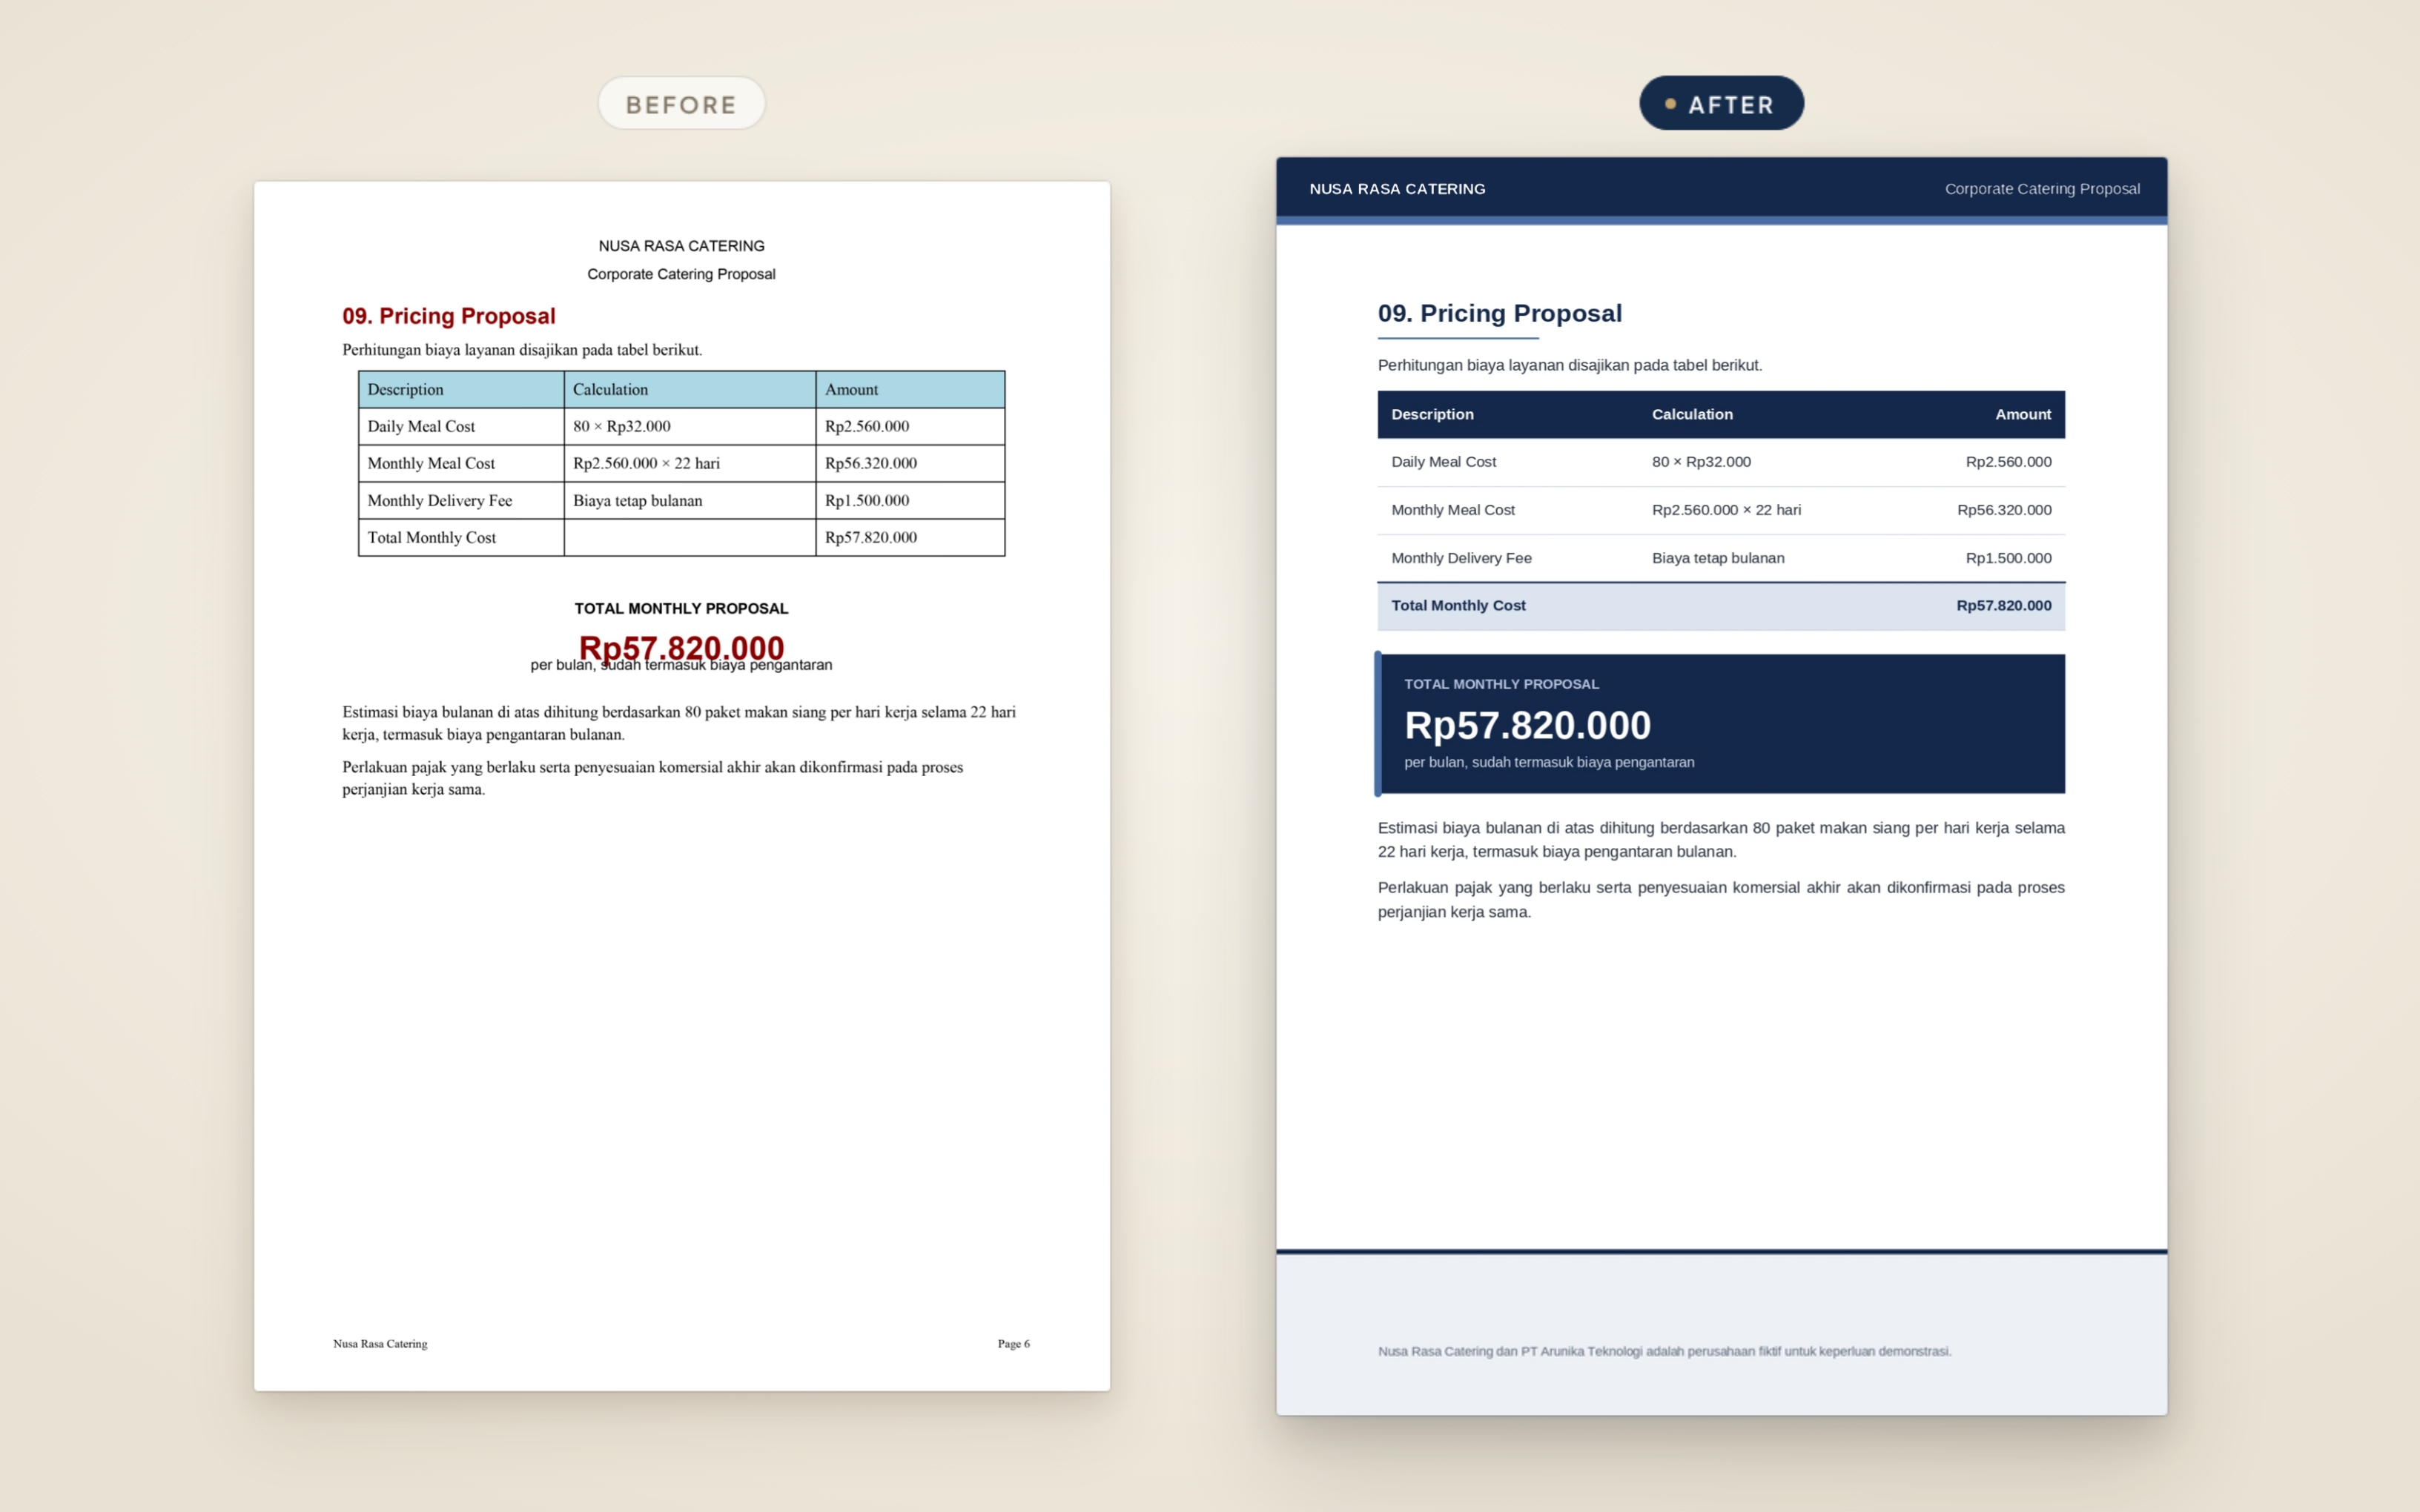 BEFORE
NUSA RASA CATERING
Corporate Catering Proposal
09. Pricing Proposal
Perhitungan biaya layanan disajikan pada tabel berikut.
Description Calculation Amount
Daily Meal Cost 80 × Rp32.000 Rp2.560.000
Monthly Meal Cost Rp2.560.000 × 22 hari Rp56.320.000
Monthly Delivery Fee Biaya tetap bulanan Rp1.500.000
Total Monthly Cost Rp57.820.000
TOTAL MONTHLY PROPOSAL
Rp57.820.000
per bulan, sudah termasuk biaya pengantaran
Estimasi biaya bulanan di atas dihitung berdasarkan 80 paket makan siang per hari kerja selama 22 hari
kerja, termasuk biaya pengantaran bulanan.
Perlakuan pajak yang berlaku serta penyesuaian komersial akhir akan dikonfirmasi pada proses
perjanjian kerja sama.
Nusa Rasa Catering Page 6
AFTER
NUSA RASA CATERING Corporate Catering Proposal
09. Pricing Proposal
Perhitungan biaya layanan disajikan pada tabel berikut.
Description Calculation Amount
Daily Meal Cost 80 × Rp32.000 Rp2.560.000
Monthly Meal Cost Rp2.560.000 × 22 hari Rp56.320.000
Monthly Delivery Fee Biaya tetap bulanan Rp1.500.000
Total Monthly Cost Rp57.820.000
TOTAL MONTHLY PROPOSAL
Rp57.820.000
per bulan, sudah termasuk biaya pengantaran
Estimasi biaya bulanan di atas dihitung berdasarkan 80 paket makan siang per hari kerja selama
22 hari kerja, termasuk biaya pengantaran bulanan.
Perlakuan pajak yang berlaku serta penyesuaian komersial akhir akan dikonfirmasi pada proses
perjanjian kerja sama.
Nusa Rasa Catering dan PT Arunika Teknologi adalah perusahaan fiktif untuk keperluan demonstrasi.